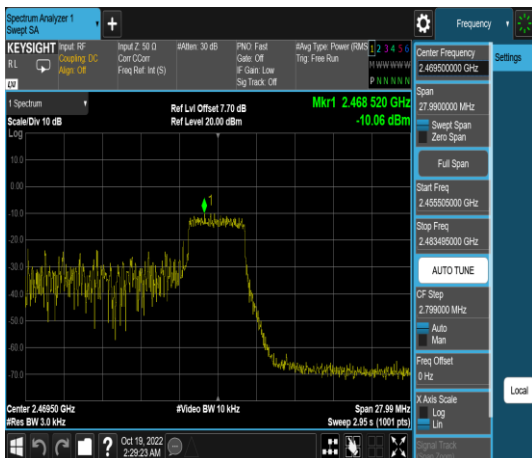 Spectrum Analyzer 1
Swept SA
+
Frequency
Settings
KEYSIGHT
RL
LXI
Input RF
Coupling: DC
Align: Off
Input Z: 50 Ω
Corr CCorr
Freq Ref: Int (S)
#Atten: 30 dB
PNO: Fast
Gate: Off
IF Gain: Low
Sig Track: Off
#Avg Type: Power (RMS
Trig: Free Run
1 2 3 4 5 6
M W W W W W
P N N N N N
1 Spectrum
Scale/Div 10 dB
Ref Lvl Offset 7.70 dB
Ref Level 20.00 dBm
Mkr1 2.468 520 GHz
-10.06 dBm
Log
10.0
0.00
-10.0
-20.0
-30.0
-40.0
-50.0
-60.0
-70.0
1
Center 2.46950 GHz
#Res BW 3.0 kHz
#Video BW 10 kHz
Span 27.99 MHz
Sweep 2.95 s (1001 pts)
Oct 19, 2022
2:29:23 AM
?
Center Frequency
2.469500000 GHz
Span
27.9900000 MHz
Swept Span
Zero Span
Full Span
Start Freq
2.455505000 GHz
Stop Freq
2.483495000 GHz
AUTO TUNE
CF Step
2.799000 MHz
Auto
Man
Freq Offset
0 Hz
X Axis Scale
Log
Lin
Signal Track
Local